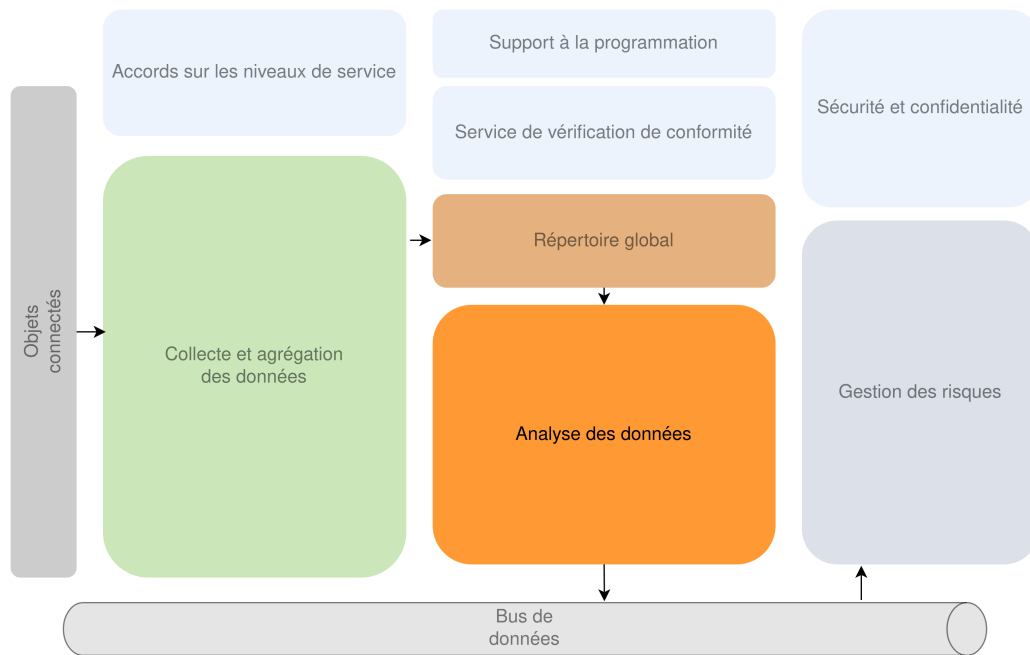 Support à la programmation
Accords sur les niveaux de service
Sécurité et confidentialité
Service de vérification de conformité
Répertoire global
Objets
connectés
Collecte et agrégation
des données
Gestion des risques
Analyse des données
Bus de
données